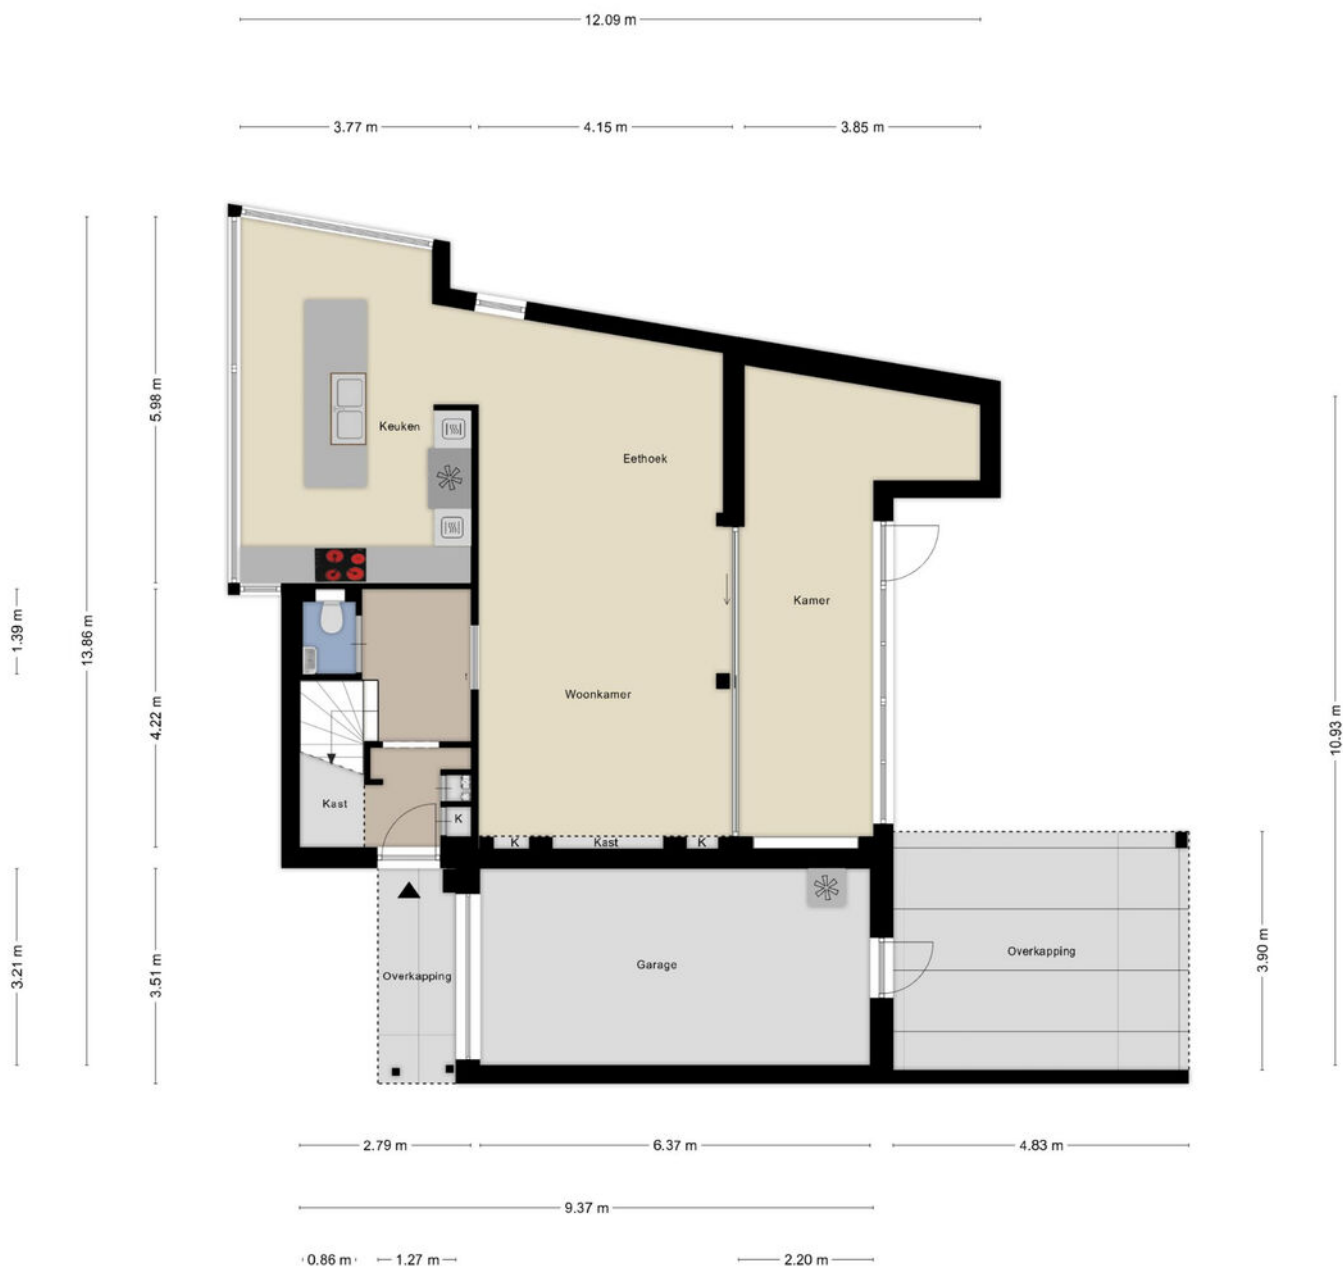 12.09 m
3.77 m
4.15 m
3.85 m
5.98 m
Keuken
Eethoek
1.39 m
13.86 m
Kamer
4.22 m
Woonkamer
10.93 m
Kast
K
K
Kast
K
3.21 m
3.51 m
Overkapping
Garage
Overkapping
3.90 m
2.79 m
6.37 m
4.83 m
9.37 m
0.86 m
1.27 m
2.20 m